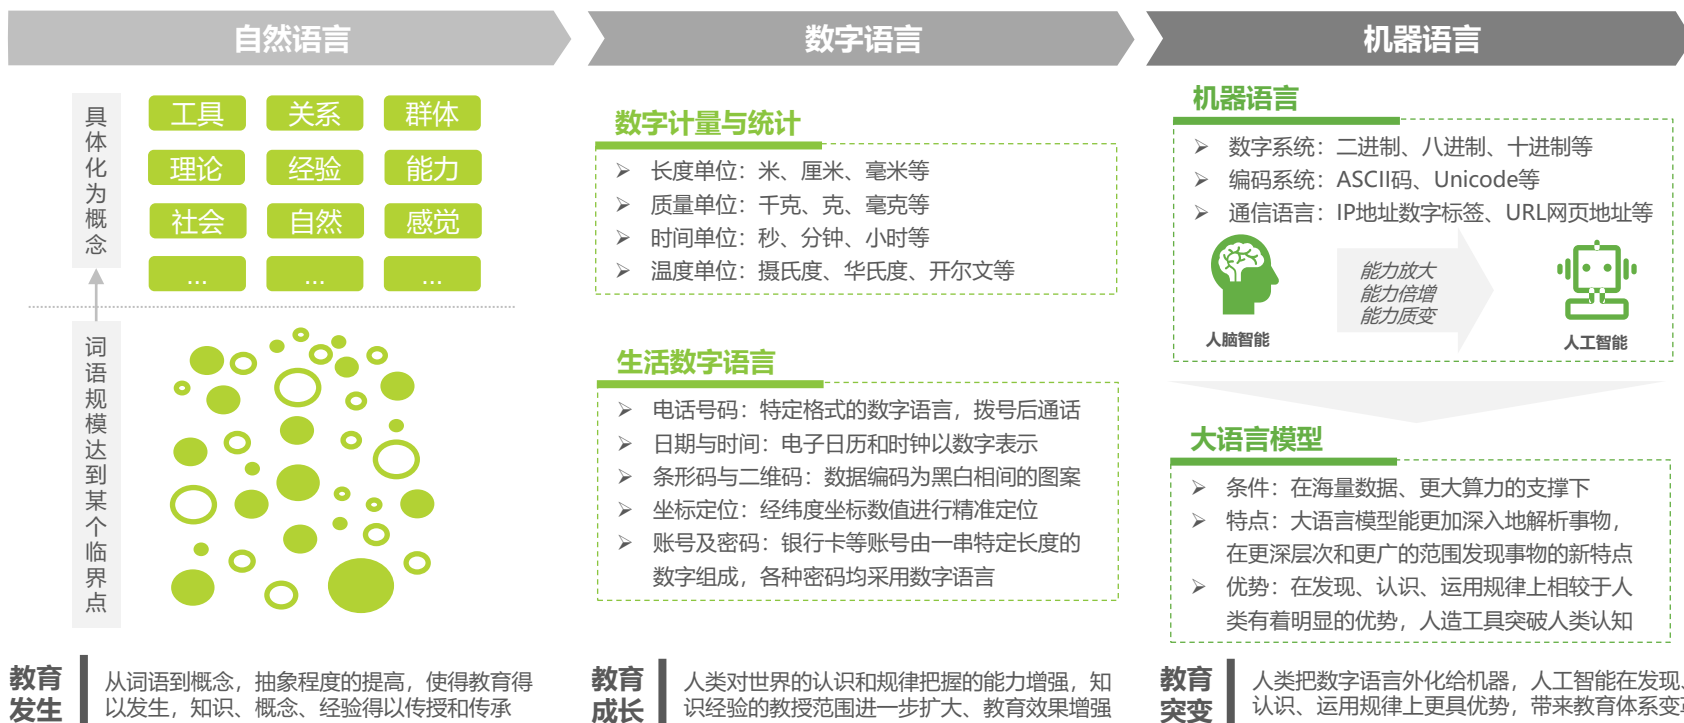 自然语言
具体化为概念
工具
关系
群体
理论
经验
能力
社会
自然
感觉
...
...
...
词语规模达到某个临界点
教育
发生
从词语到概念，抽象程度的提高，使得教育得
以发生，知识、概念、经验得以传授和传承
数字语言
数字计量与统计
➢ 长度单位：米、厘米、毫米等
➢ 质量单位：千克、克、毫克等
➢ 时间单位：秒、分钟、小时等
➢ 温度单位：摄氏度、华氏度、开尔文等
生活数字语言
➢ 电话号码：特定格式的数字语言，拨号后通话
➢ 日期与时间：电子日历和时钟以数字表示
➢ 条形码与二维码：数据编码为黑白相间的图案
➢ 坐标定位：经纬度坐标数值进行精准定位
➢ 账号及密码：银行卡等账号由一串特定长度的
数字组成，各种密码均采用数字语言
教育
成长
人类对世界的认识和规律把握的能力增强，知
识经验的教授范围进一步扩大、教育效果增强
机器语言
机器语言
➢ 数字系统：二进制、八进制、十进制等
➢ 编码系统：ASCII码、Unicode等
➢ 通信语言：IP地址数字标签、URL网页地址等
能力放大
能力倍增
能力质变
人脑智能
人工智能
大语言模型
➢ 条件：在海量数据、更大算力的支撑下
➢ 特点：大语言模型能更加深入地解析事物，
在更深层次和更广的范围发现事物的新特点
➢ 优势：在发现、认识、运用规律上相较于人
类有着明显的优势，人造工具突破人类认知
教育
突变
人类把数字语言外化给机器，人工智能在发现、
认识、运用规律上更具优势，带来教育体系变